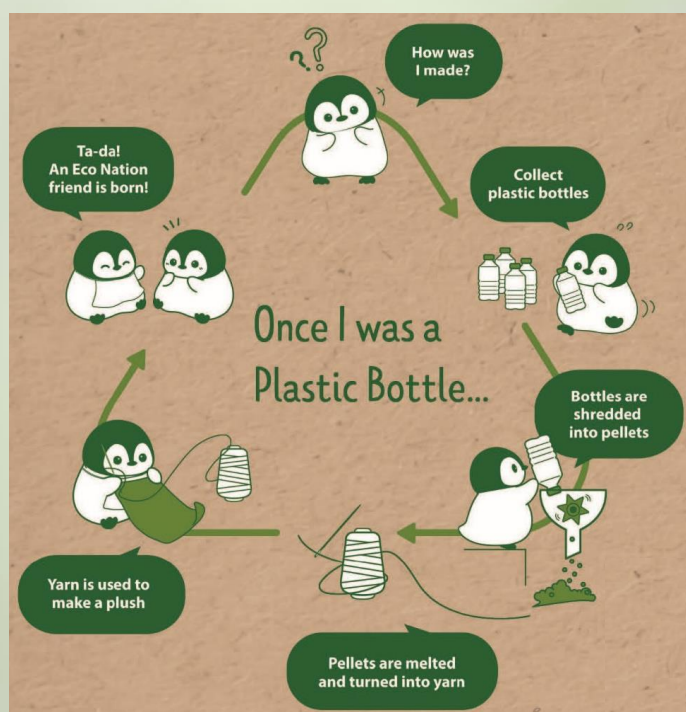 ? ? ?
How was
I made?
Ta-da!
An Eco Nation
friend is born!
Collect
plastic bottles
Once I was a
Plastic Bottle...
Bottles are
shredded
into pellets
Yarn is used to
make a plush
Pellets are melted
and turned into yarn